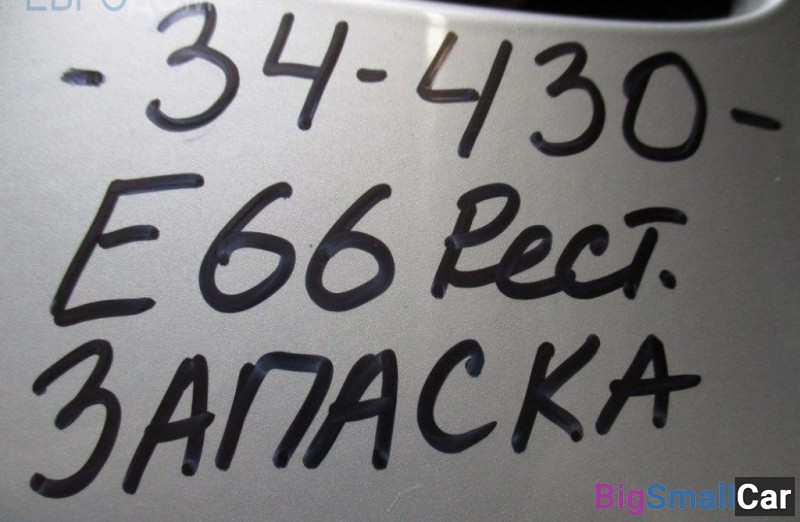 -34-430-
E66 Рест.
ЗАПАСКА
BigSmallCar